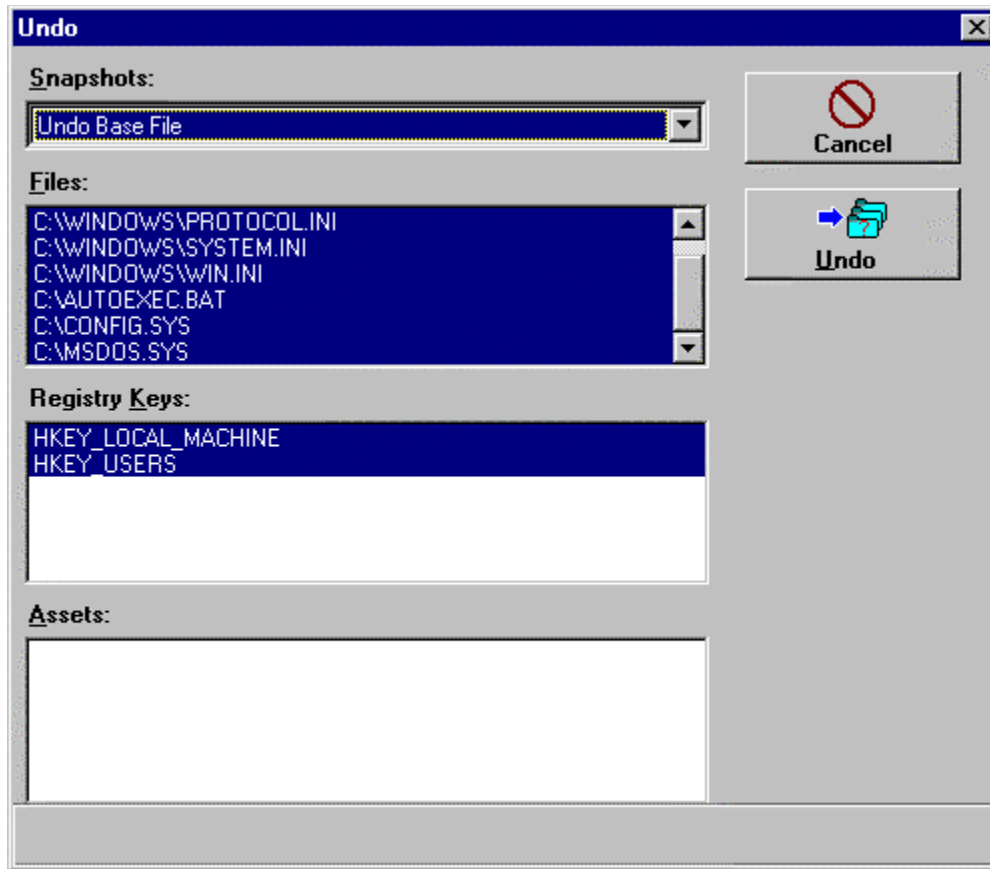 Undo
Snapshots:
Undo Base File
Cancel
Files:
C:\WINDOWS\PROTOCOL.INI
C:\WINDOWS\SYSTEM.INI
C:\WINDOWS\WIN.INI
C:\AUTOEXEC.BAT
C:\CONFIG.SYS
C:\MSDOS.SYS
?
Undo
Registry Keys:
HKEY_LOCAL_MACHINE
HKEY_USERS
Assets: